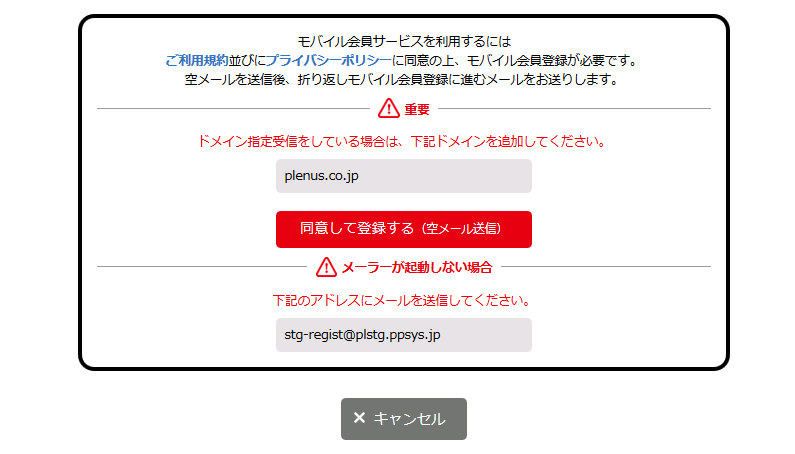 モバイル会員サービスを利用するには
ご利用規約並びにプライバシーポリシーに同意の上、モバイル会員登録が必要です。
空メールを送信後、折り返しモバイル会員登録に進むメールをお送りします。
重要
ドメイン指定受信をしている場合は、下記ドメインを追加してください。
plenus.co.jp
同意して登録する（空メール送信）
メーラーが起動しない場合
下記のアドレスにメールを送信してください。
stg-regist@plstg.ppsys.jp
× キャンセル